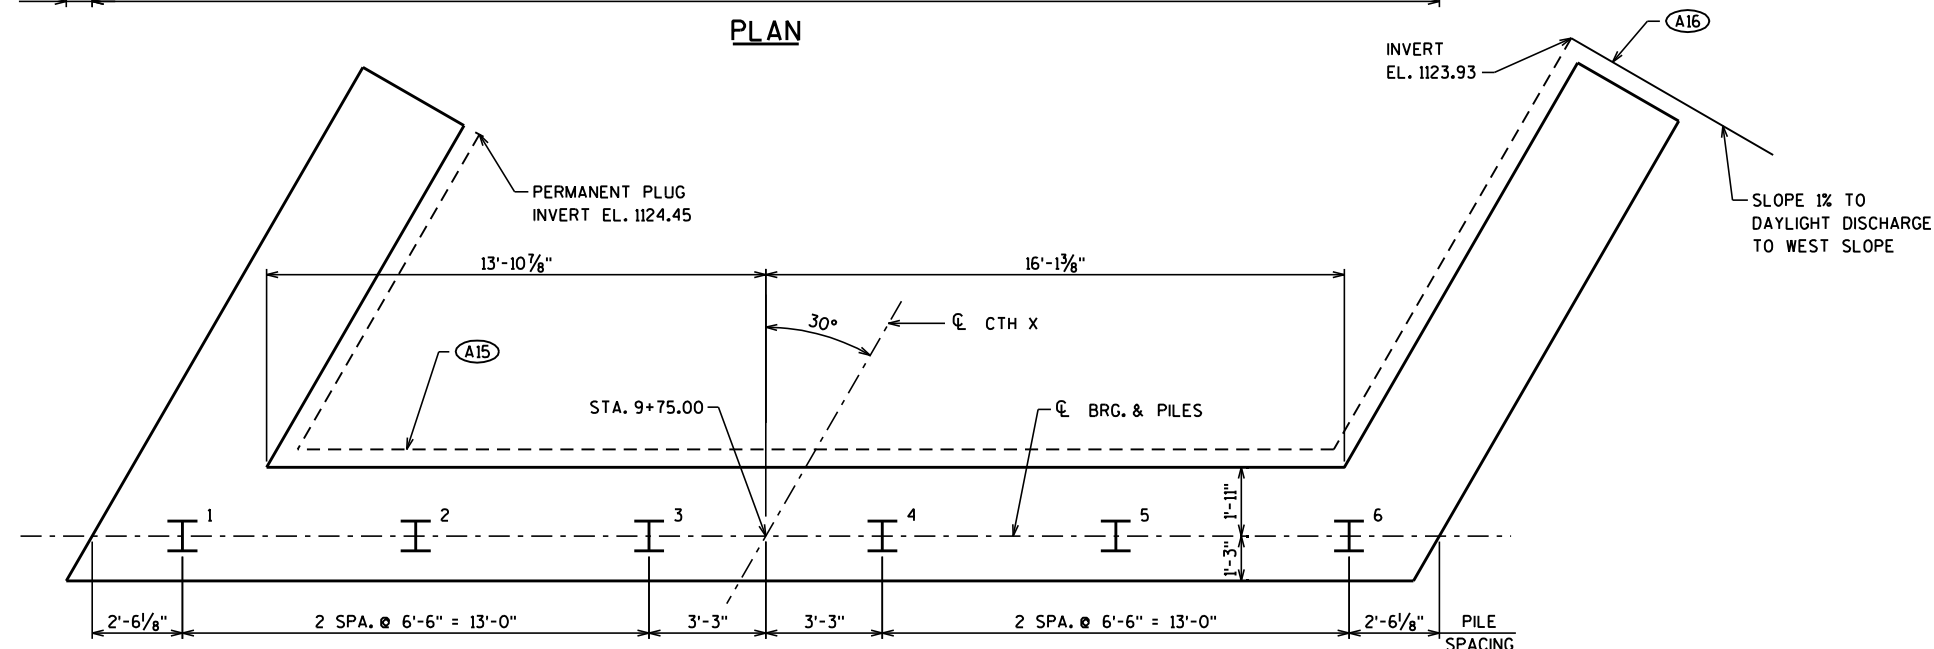 PLAN
A16
INVERT
EL. 1123.93
PERMANENT PLUG
INVERT EL. 1124.45
SLOPE 1% TO
DAYLIGHT DISCHARGE
TO WEST SLOPE
13'-10⅞"
16'-1⅜"
30°
℄ CTH X
A15
STA. 9+75.00
℄ BRG. & PILES
1'-11"
1
2
3
4
5
6
1'-3"
2'-6⅛"
2 SPA. @ 6'-6" = 13'-0"
3'-3"
3'-3"
2 SPA. @ 6'-6" = 13'-0"
2'-6⅛"
PILE
SPACING